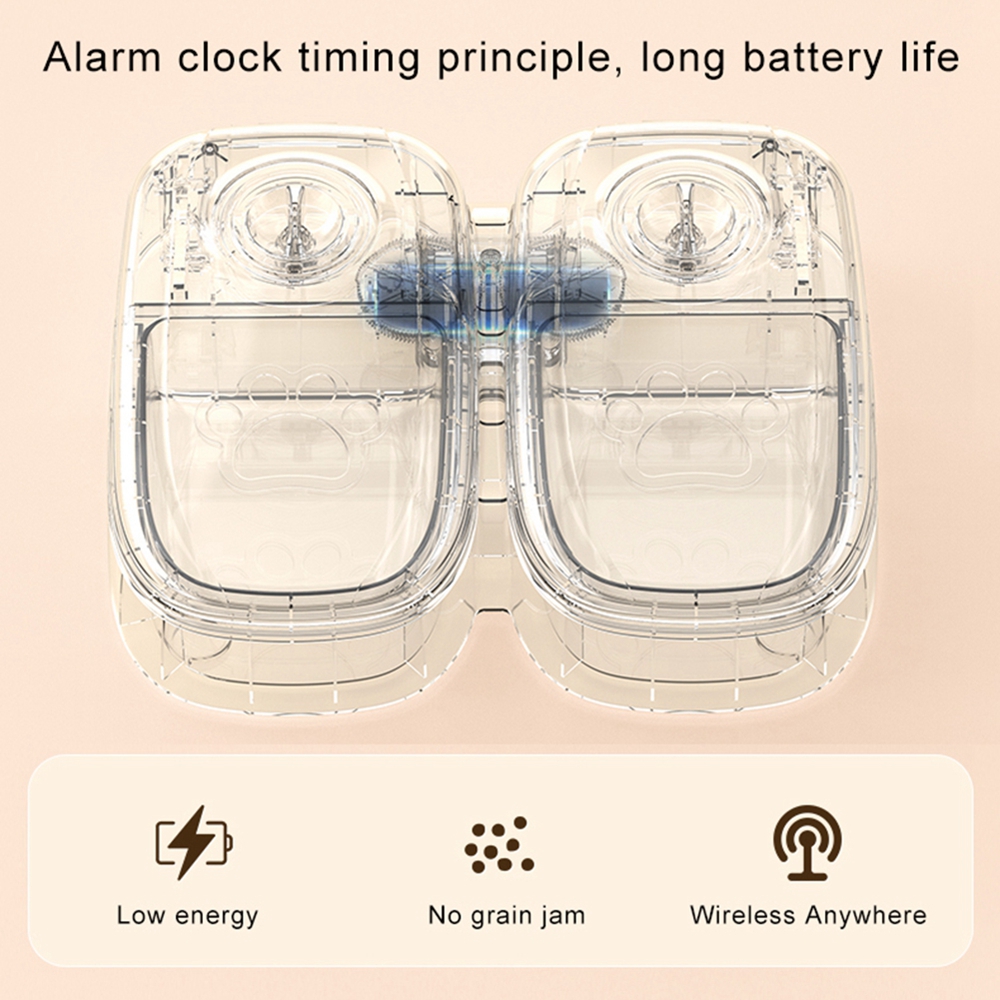 Alarm clock timing principle, long battery life
Low energy
No grain jam
Wireless Anywhere